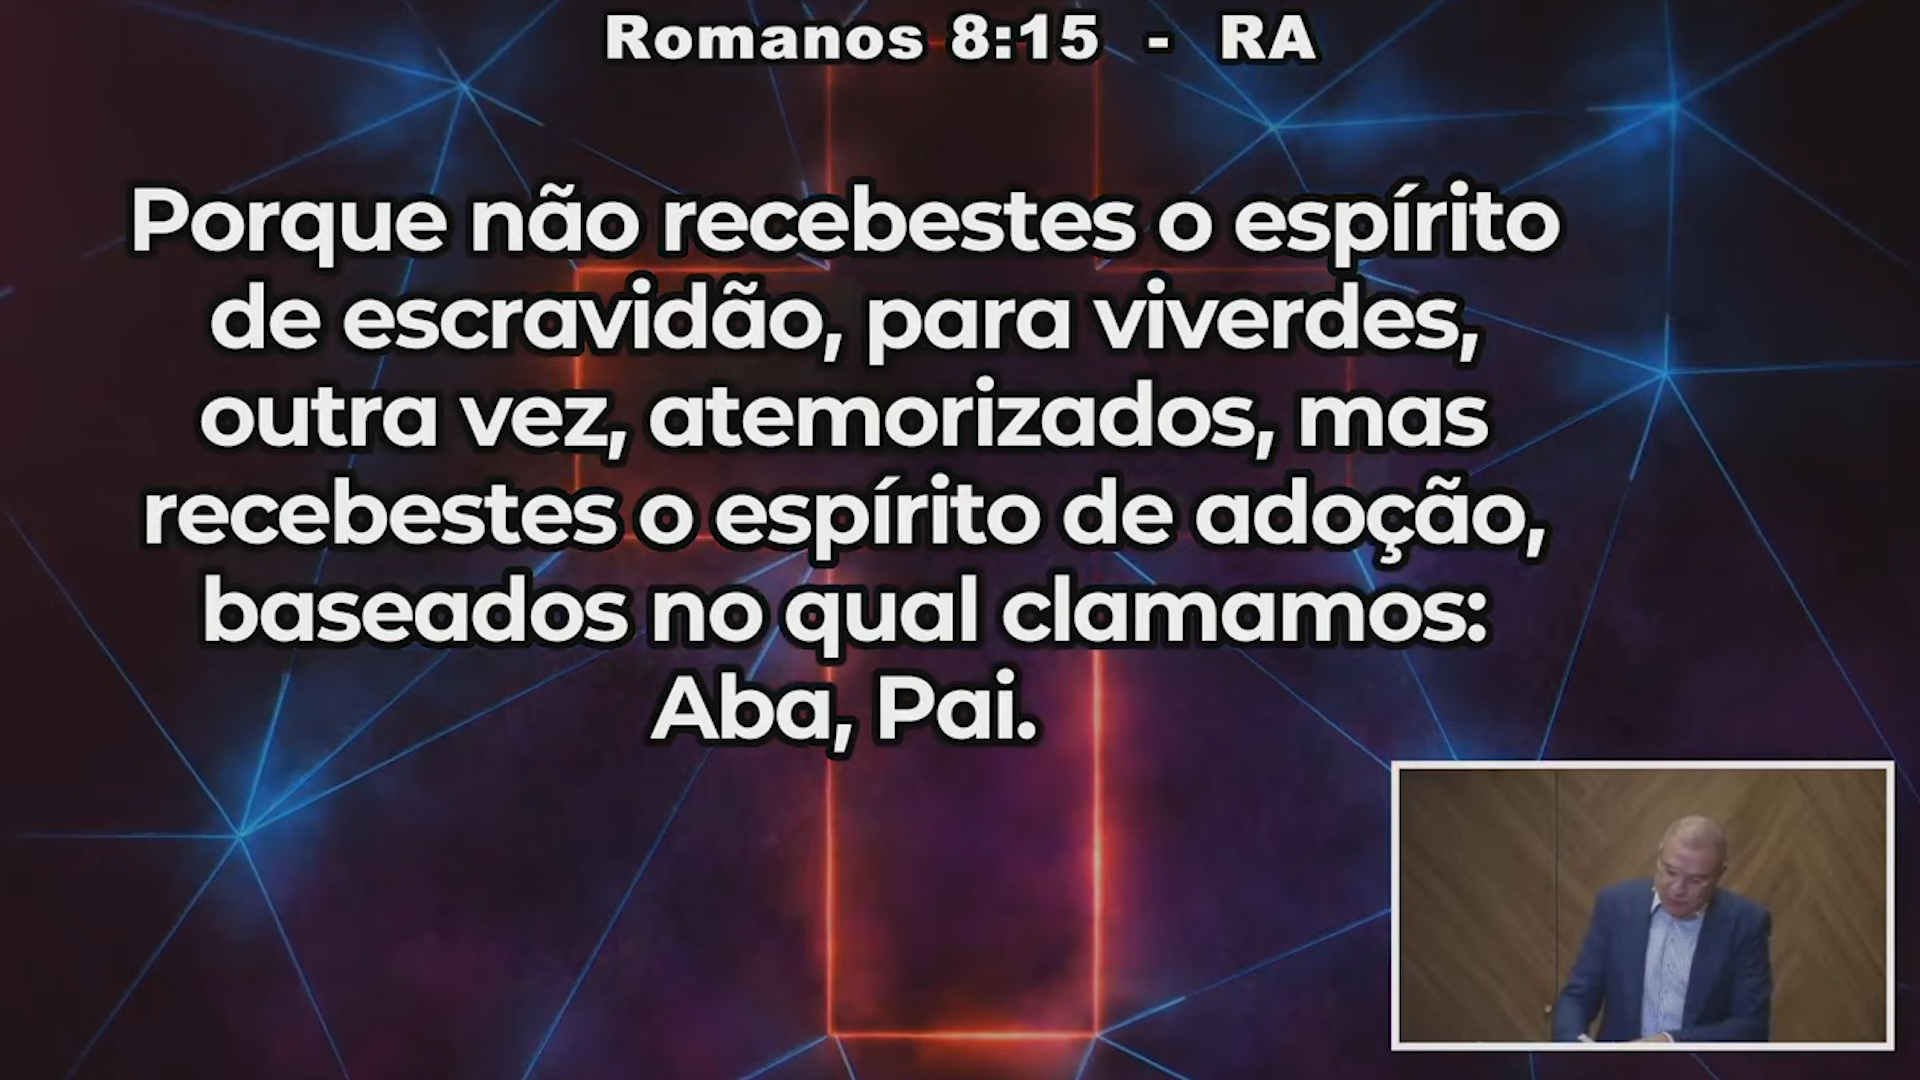 Romanos 8:15 - RA
Porque não recebestes o espírito
de escravidão, para viverdes,
outra vez, atemorizados, mas
recebestes o espírito de adoção,
baseados no qual clamamos:
Aba, Pai.